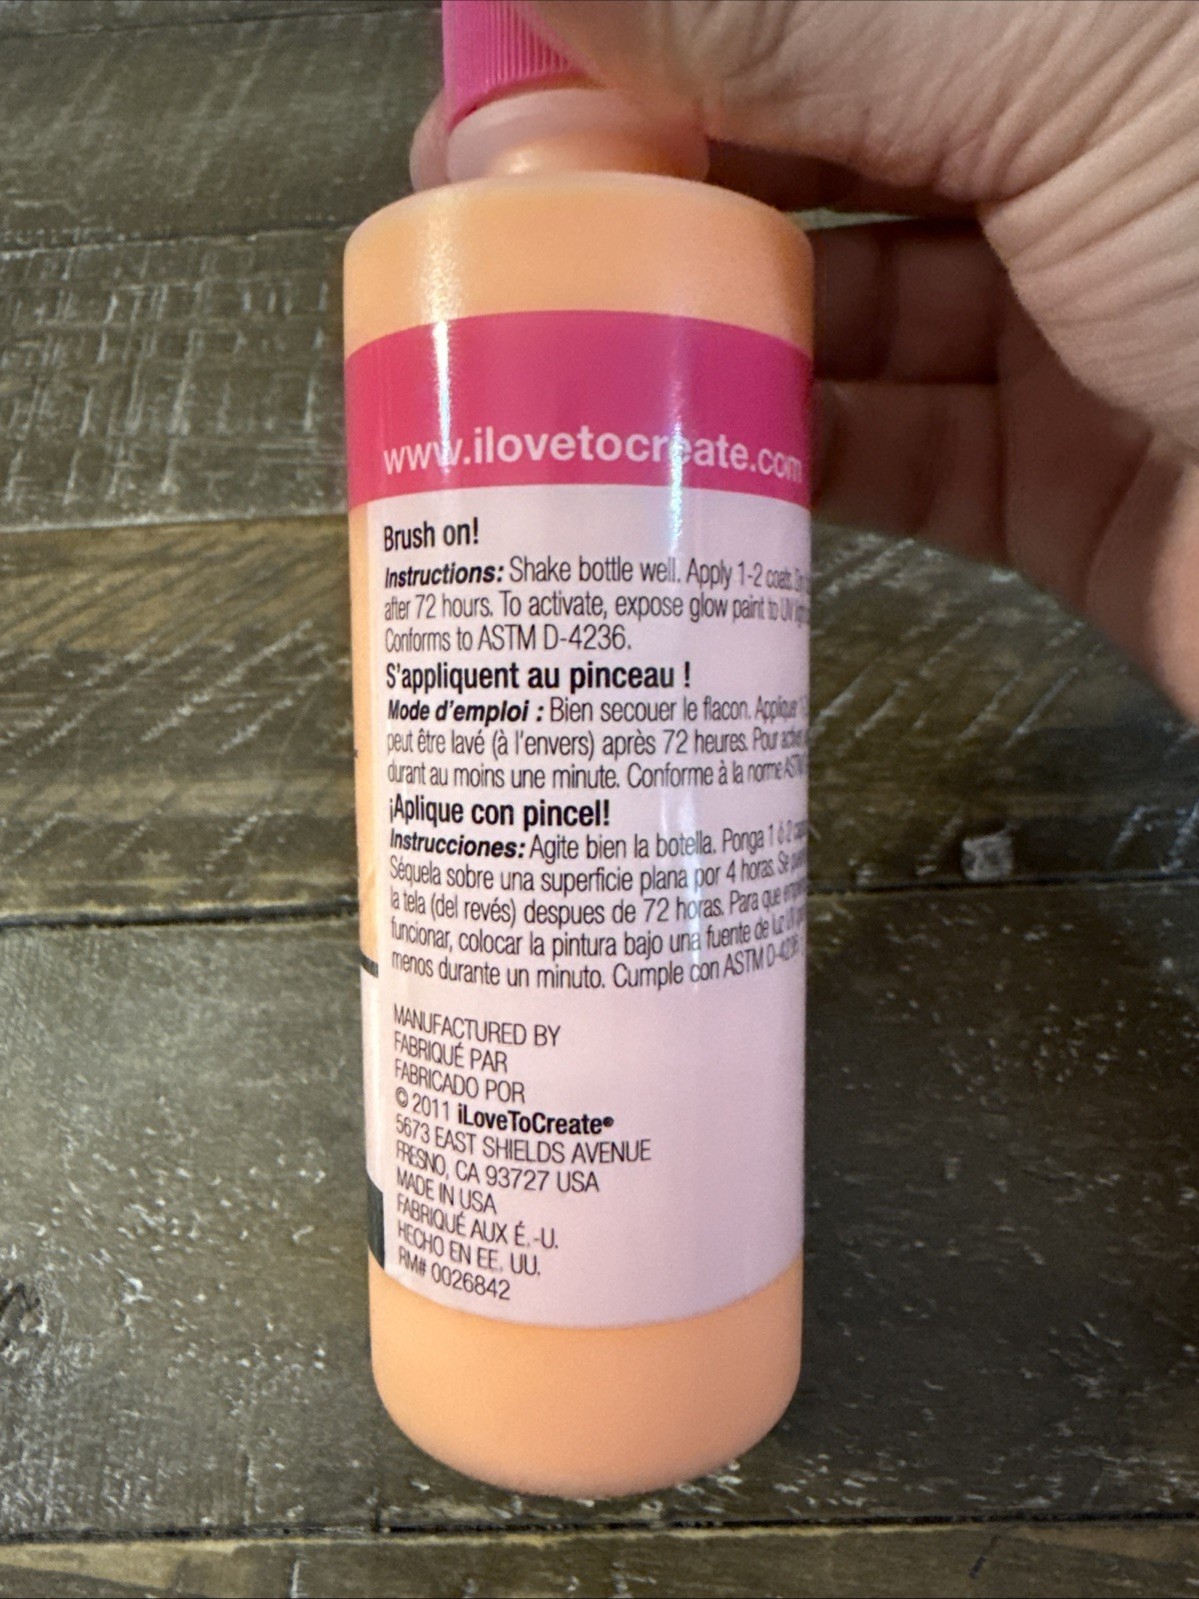 www.ilovetocreate.com
Brush on!
Instructions: Shake bottle well. Apply 1-2 coats.
after 72 hours. To activate, expose glow paint to UV
Conforms to ASTM D-4236.
S'appliquent au pinceau !
Mode d'emploi : Bien secouer le flacon. Appliquer
peut être lavé (à l'envers) après 72 heures. Pour
durant au moins une minute. Conforme à la norme ASTM
¡Aplique con pincel!
Instrucciones: Agite bien la botella. Ponga 1 ó 2
Séquela sobre una superficie plana por 4 horas. Se
la tela (del revés) despues de 72 horas. Para que
funcionar, colocar la pintura bajo una fuente de luz UV
menos durante un minuto. Cumple con ASTM D-4236.
MANUFACTURED BY
FABRIQUÉ PAR
FABRICADO POR
© 2011 iLoveToCreate®
5673 EAST SHIELDS AVENUE
FRESNO, CA 93727 USA
MADE IN USA
FABRIQUÉ AUX É.-U.
HECHO EN EE. UU.
RM# 0026842